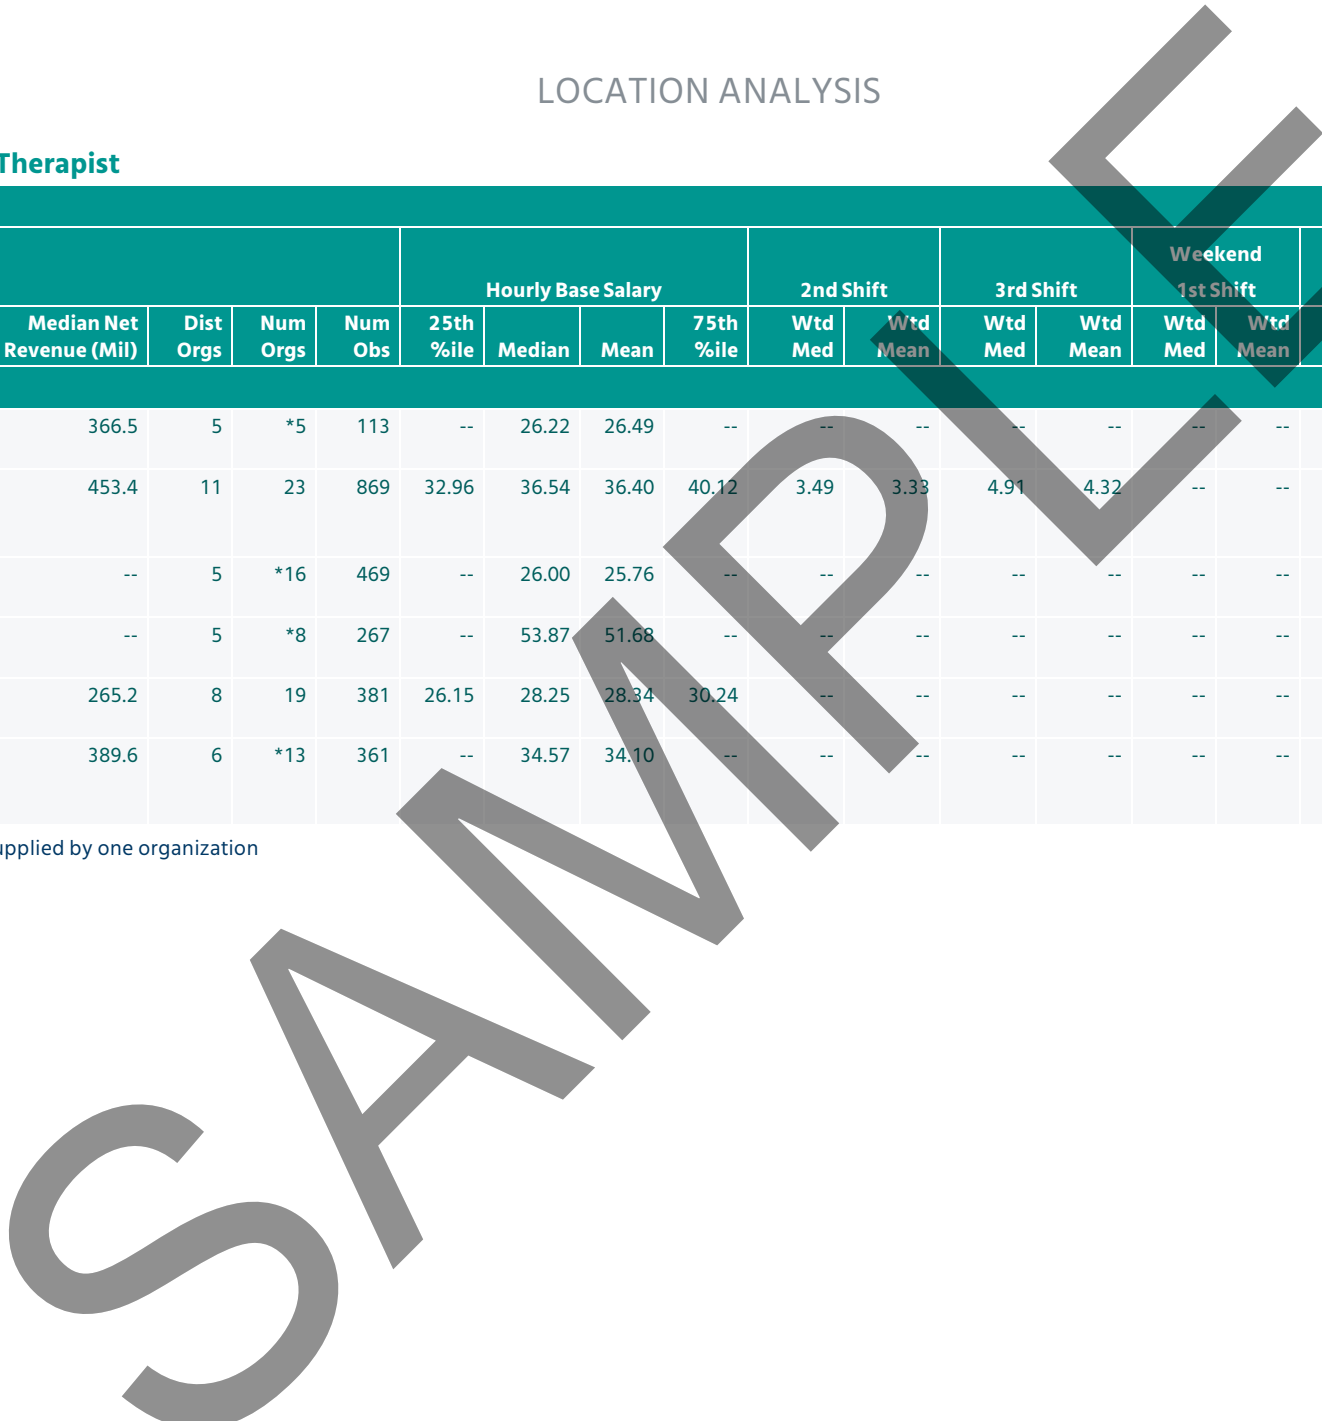 LOCATION ANALYSIS
Therapist
Weekend
Hourly Base Salary 2nd Shift 3rd Shift 1st Shift
Median Net Dist Num Num 25th 75th Wtd Wtd Wtd Wtd Wtd Wtd
Revenue (Mil) Orgs Orgs Obs %ile Median Mean %ile Med Mean Med Mean Med Mean
366.5 5 *5 113 -- 26.22 26.49 -- -- -- -- -- -- --
453.4 11 23 869 32.96 36.54 36.40 40.12 3.49 3.33 4.91 4.32 -- --
-- 5 *16 469 -- 26.00 25.76 -- -- -- -- -- -- --
-- 5 *8 267 -- 53.87 51.68 -- -- -- -- -- -- --
265.2 8 19 381 26.15 28.25 28.34 30.24 -- -- -- -- -- --
389.6 6 *13 361 -- 34.57 34.10 -- -- -- -- -- -- --
upplied by one organization
SAMPLE